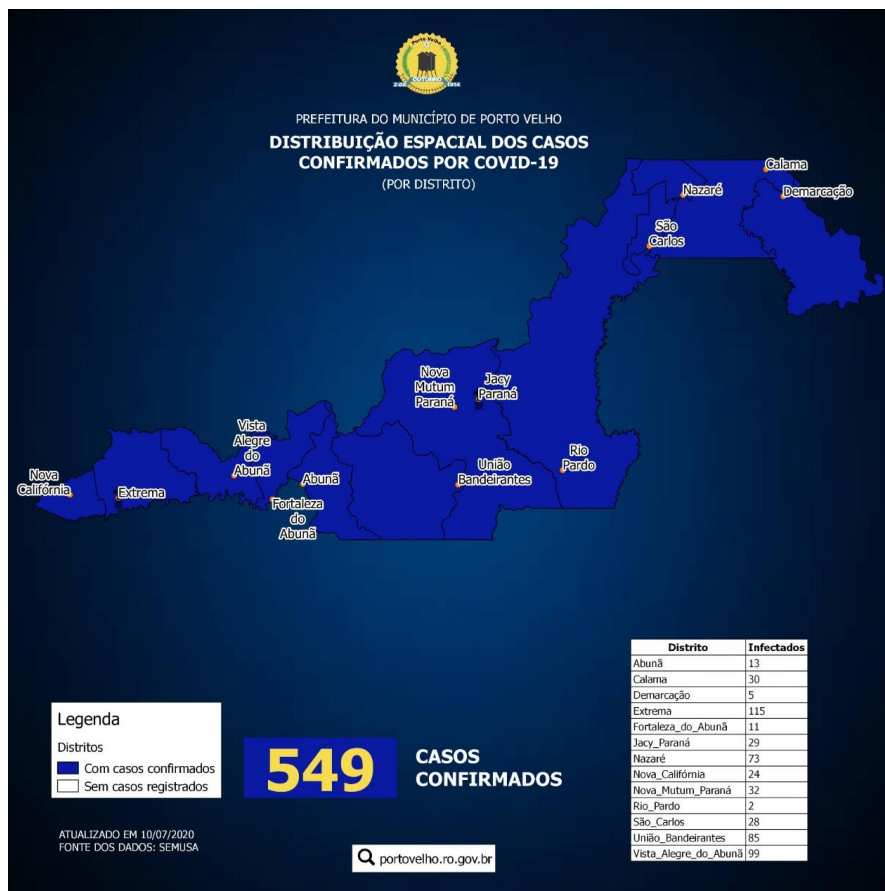 Porto Velho
OUTUBRO
1914
PREFEITURA DO MUNICÍPIO DE PORTO VELHO
DISTRIBUIÇÃO ESPACIAL DOS CASOS
CONFIRMADOS POR COVID-19
(POR DISTRITO)
Calama
Nazaré
Demarcação
São
Carlos
Nova
Mutum
Paraná
Jacy
Paraná
Vista
Alegre
do
Abunã
Rio
Pardo
União
Bandeirantes
Nova
Califórnia
Extrema
Abunã
Fortaleza
do
Abunã
Distrito Infectados
Abunã 13
Calama 30
Demarcação 5
Extrema 115
Fortaleza_do_Abunã 11
Jacy_Paraná 29
Nazaré 73
Nova_Califórnia 24
Nova_Mutum_Paraná 32
Rio_Pardo 2
São_Carlos 28
União_Bandeirantes 85
Vista_Alegre_do_Abunã 99
Legenda
Distritos
Com casos confirmados
Sem casos registrados
549
CASOS
CONFIRMADOS
ATUALIZADO EM 10/07/2020
FONTE DOS DADOS: SEMUSA
portovelho.ro.gov.br